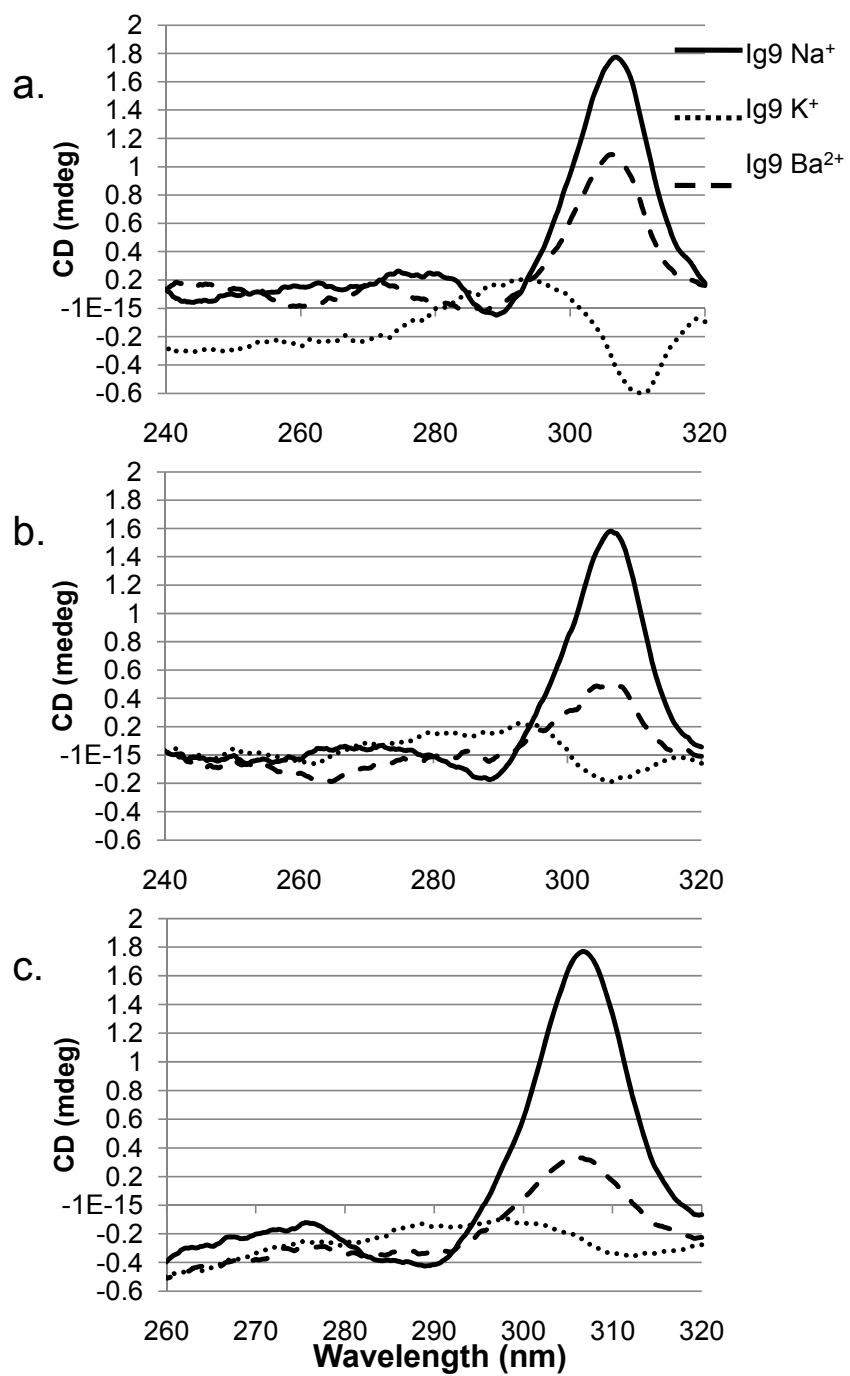 a.
CD (mdeg)
2
1.8
1.6
1.4
1.2
1
0.8
0.6
0.4
0.2
-1E-15
-0.2
-0.4
-0.6
240 260 280 300 320
Ig9 Na⁺
Ig9 K⁺
Ig9 Ba²⁺
b.
CD (medeg)
2
1.8
1.6
1.4
1.2
1
0.8
0.6
0.4
0.2
-1E-15
-0.2
-0.4
-0.6
240 260 280 300 320
c.
CD (mdeg)
2
1.8
1.6
1.4
1.2
1
0.8
0.6
0.4
0.2
-1E-15
-0.2
-0.4
-0.6
260 270 280 290 300 310 320
Wavelength (nm)